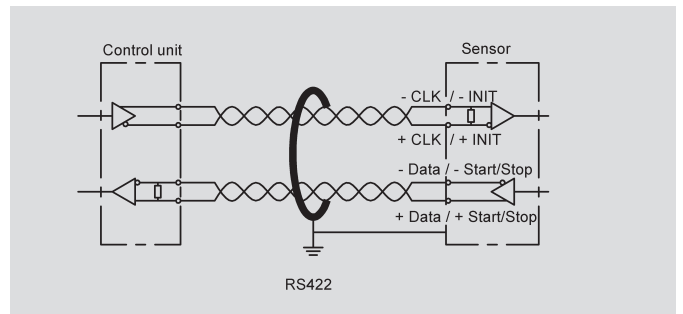 Control unit
Sensor
- CLK / - INIT
+ CLK / + INIT
- Data / - Start/Stop
+ Data / + Start/Stop
RS422